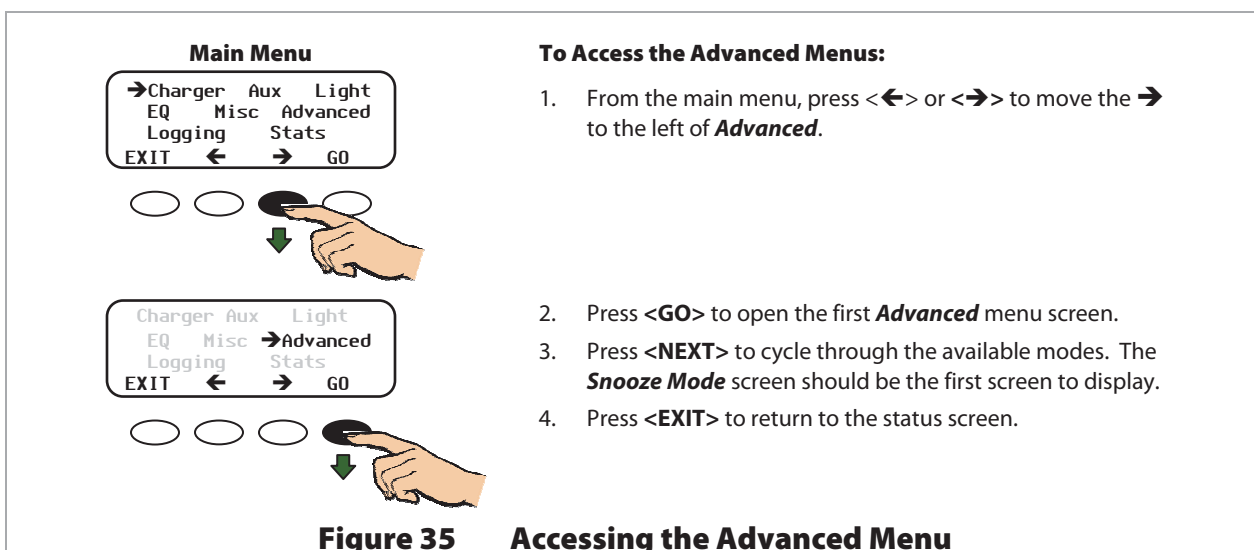 Main Menu
➔Charger Aux Light
EQ Misc Advanced
Logging Stats
EXIT 🡸 ➔ GO
To Access the Advanced Menus:
1. From the main menu, press <🡸> or <➔> to move the ➔
to the left of Advanced.
Charger Aux Light
EQ Misc ➔Advanced
Logging Stats
EXIT 🡸 ➔ GO
2. Press <GO> to open the first Advanced menu screen.
3. Press <NEXT> to cycle through the available modes. The
Snooze Mode screen should be the first screen to display.
4. Press <EXIT> to return to the status screen.
Figure 35 Accessing the Advanced Menu